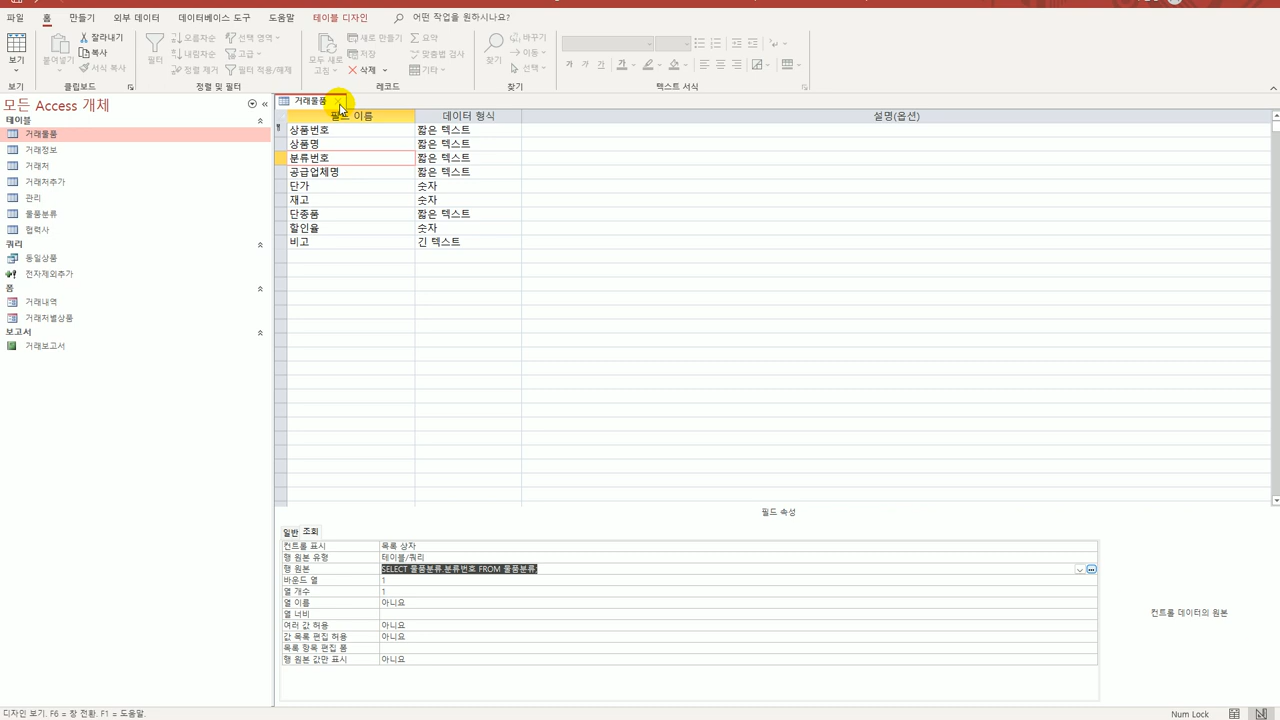 파일 홈 만들기 외부 데이터 데이터베이스 도구 도움말 테이블 디자인 어떤 작업을 원하시나요?
보기 붙여넣기 잘라내기 복사 서식 복사 필터 오름차순 내림차순 정렬 제거 선택 영역 고급 필터 적용/해제 모두 새로 고침 새로 만들기 저장 삭제 요약 맞춤법 검사 기타 찾기 바꾸기 이동 선택
보기 클립보드 정렬 및 필터 레코드 찾기 텍스트 서식
모든 Access 개체
테이블
거래물품
거래정보
거래처
거래처추가
관리
물품분류
협력사
쿼리
동일상품
전자제외추가
폼
거래내역
거래처별상품
보고서
거래보고서
거래물품
필드 이름 데이터 형식 설명(옵션)
상품번호 짧은 텍스트
상품명 짧은 텍스트
분류번호 짧은 텍스트
공급업체명 짧은 텍스트
단가 숫자
재고 숫자
단종품 짧은 텍스트
할인율 숫자
비고 긴 텍스트
필드 속성
일반 조회
컨트롤 표시 목록 상자
행 원본 유형 테이블/쿼리
행 원본 SELECT 물품분류.분류번호 FROM 물품분류;
바운드 열 1
열 개수 1
열 이름 아니요
열 너비
여러 값 허용 아니요
값 목록 편집 허용 아니요
목록 항목 편집 폼
행 원본 값만 표시 아니요
컨트롤 데이터의 원본
디자인 보기. F6 = 창 전환. F1 = 도움말.
Num Lock